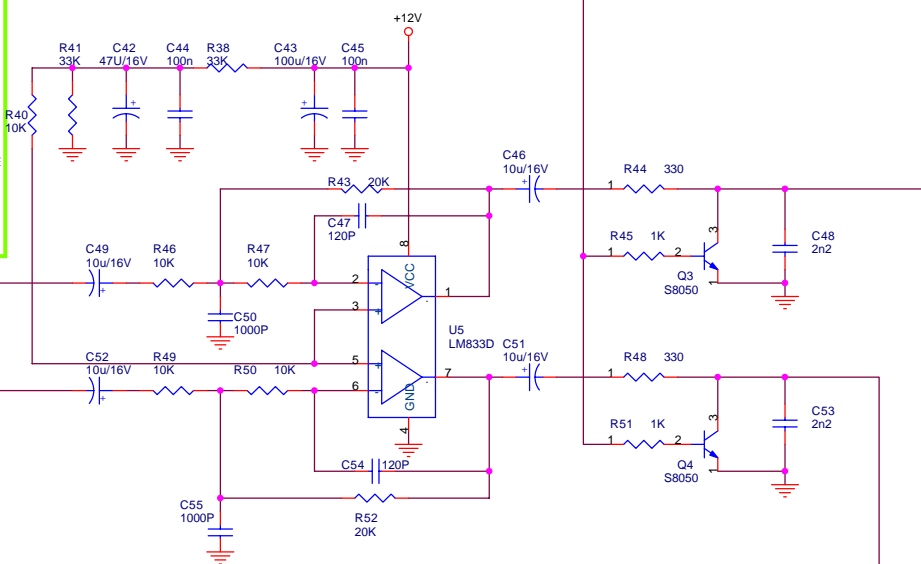 +12V
R41
33K
C42
47U/16V
C44
100n
R38
33K
C43
100u/16V
C45
100n
+
+
R40
10K
C46
10u/16V
+
R43 20K
1
R44 330
C47
120P
8
C49
10u/16V
+
R46
10K
R47
10K
2
-
VCC
3
+
1
R45 1K
1
2
3
1
Q3
S8050
C48
2n2
C50
1000P
U5
LM833D
C52
10u/16V
+
R49
10K
R50 10K
5
+
6
-
GND
7
4
C51
10u/16V
+
R48 330
1
R51 1K
1
2
3
1
Q4
S8050
C53
2n2
C54 120P
R52
20K
C55
1000P